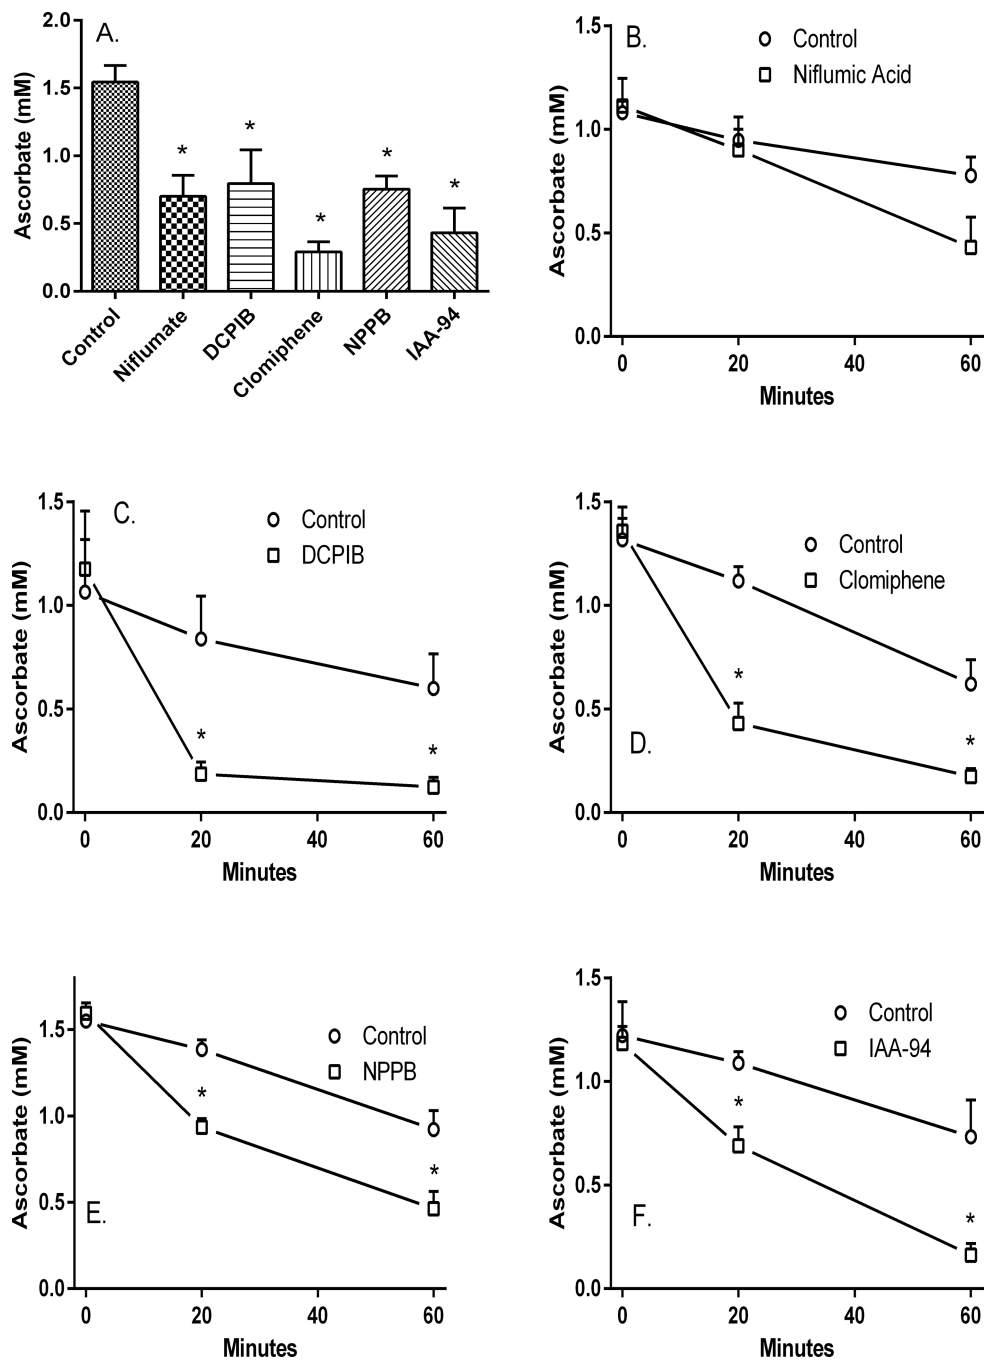 A.
Ascorbate (mM)
2.0
1.5
1.0
0.5
0.0
*
*
*
*
*
Control
Niflumate
DCPIB
Clomiphene
NPPB
IAA-94
B.
Control
Niflumic Acid
Ascorbate (mM)
1.5
1.0
0.5
0.0
0 20 40 60
Minutes
C.
Control
DCPIB
Ascorbate (mM)
1.5
1.0
0.5
0.0
*
*
0 20 40 60
Minutes
Control
Clomiphene
Ascorbate (mM)
1.5
1.0
0.5
0.0
*
*
D.
0 20 40 60
Minutes
Control
NPPB
Ascorbate (mM)
1.5
1.0
0.5
0.0
*
*
E.
0 20 40 60
Minutes
Control
IAA-94
Ascorbate (mM)
1.5
1.0
0.5
0.0
*
*
F.
0 20 40 60
Minutes